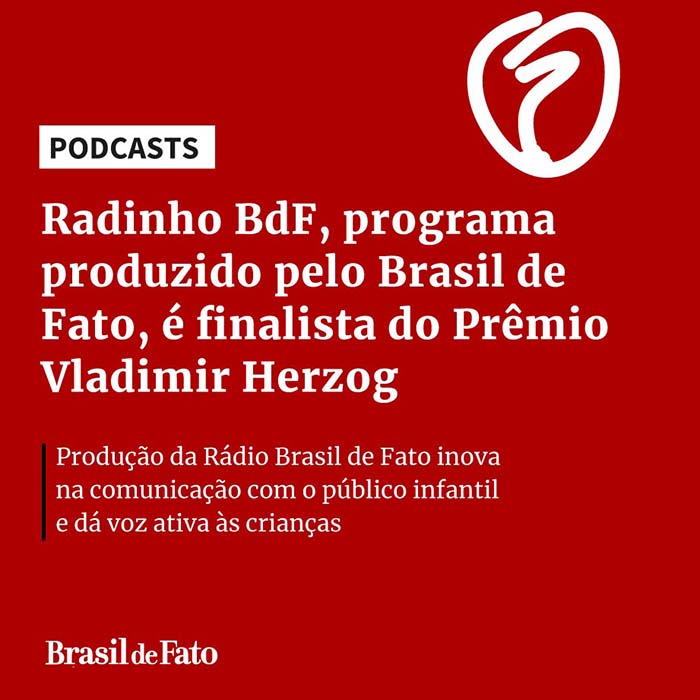 PODCASTS
Radinho BdF, programa
produzido pelo Brasil de
Fato, é finalista do Prêmio
Vladimir Herzog
Produção da Rádio Brasil de Fato inova
na comunicação com o público infantil
e dá voz ativa às crianças
Brasil de Fato